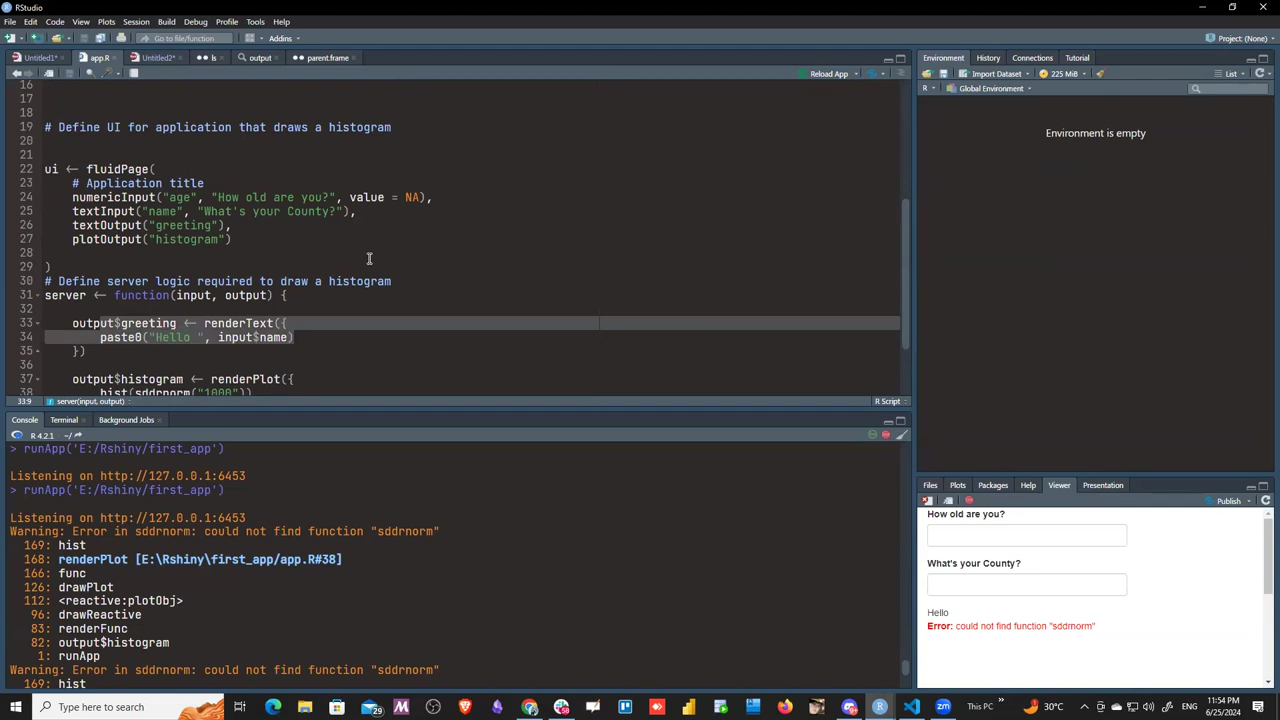 RStudio
File Edit Code View Plots Session Build Debug Profile Tools Help
Go to file/function Addins Project: (None)
Untitled1* app.R Untitled2* ls output parent.frame
Reload App
16
17
18
19 # Define UI for application that draws a histogram
20
21
22 ui <- fluidPage(
23 # Application title
24 numericInput("age", "How old are you?", value = NA),
25 textInput("name", "What's your County?"),
26 textOutput("greeting"),
27 plotOutput("histogram")
28
29 )
30 # Define server logic required to draw a histogram
31 server <- function(input, output) {
32
33 output$greeting <- renderText({
34 paste0("Hello ", input$name)
35 })
36
37 output$histogram <- renderPlot({
38 hist(sddrnorm("1000"))
33:9 server(input, output) R Script
Console Terminal Background Jobs
R 4.2.1 ~/
> runApp('E:/Rshiny/first_app')
Listening on http://127.0.0.1:6453
> runApp('E:/Rshiny/first_app')
Listening on http://127.0.0.1:6453
Warning: Error in sddrnorm: could not find function "sddrnorm"
169: hist
168: renderPlot [E:\Rshiny\first_app/app.R#38]
166: func
126: drawPlot
112: <reactive:plotObj>
96: drawReactive
83: renderFunc
82: output$histogram
1: runApp
Warning: Error in sddrnorm: could not find function "sddrnorm"
169: hist
Environment History Connections Tutorial
Import Dataset 225 MiB List
R Global Environment
Environment is empty
Files Plots Packages Help Viewer Presentation
Publish
How old are you?
What's your County?
Hello
Error: could not find function "sddrnorm"
Type here to search
29
58
This PC
30°C
11:54 PM
6/25/2024